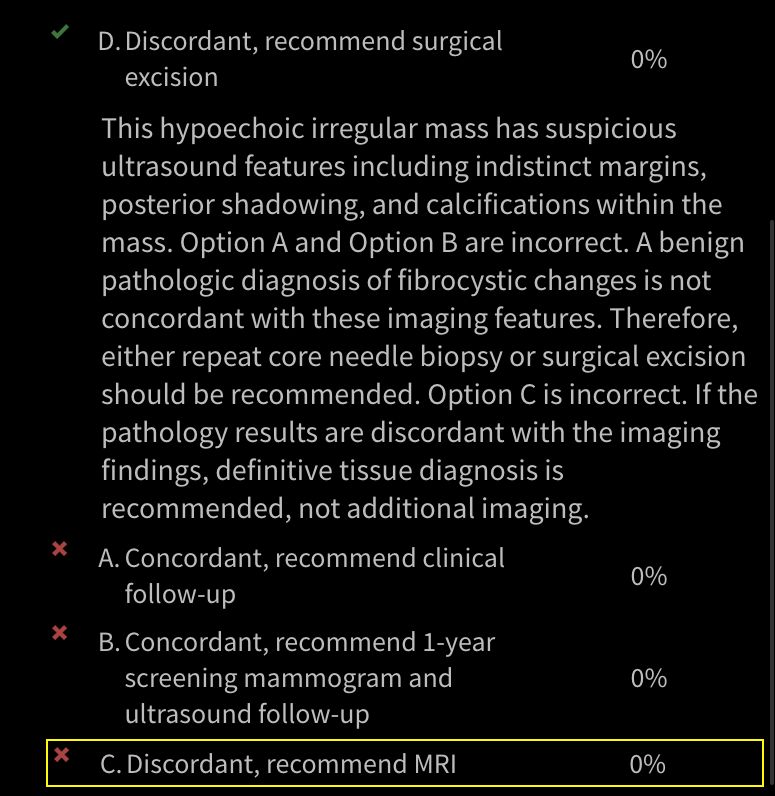 D. Discordant, recommend surgical
excision
0%
This hypoechoic irregular mass has suspicious
ultrasound features including indistinct margins,
posterior shadowing, and calcifications within the
mass. Option A and Option B are incorrect. A benign
pathologic diagnosis of fibrocystic changes is not
concordant with these imaging features. Therefore,
either repeat core needle biopsy or surgical excision
should be recommended. Option C is incorrect. If the
pathology results are discordant with the imaging
findings, definitive tissue diagnosis is
recommended, not additional imaging.
A. Concordant, recommend clinical
follow-up
0%
B. Concordant, recommend 1-year
screening mammogram and
ultrasound follow-up
0%
C. Discordant, recommend MRI 0%